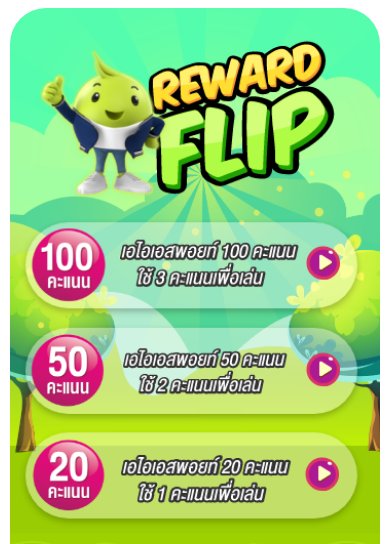 REWARD
FLIP
100
คะแนน
เอไอเอสพอยท์ 100 คะแนน
ใช้ 3 คะแนนเพื่อเล่น
50
คะแนน
เอไอเอสพอยท์ 50 คะแนน
ใช้ 2 คะแนนเพื่อเล่น
20
คะแนน
เอไอเอสพอยท์ 20 คะแนน
ใช้ 1 คะแนนเพื่อเล่น